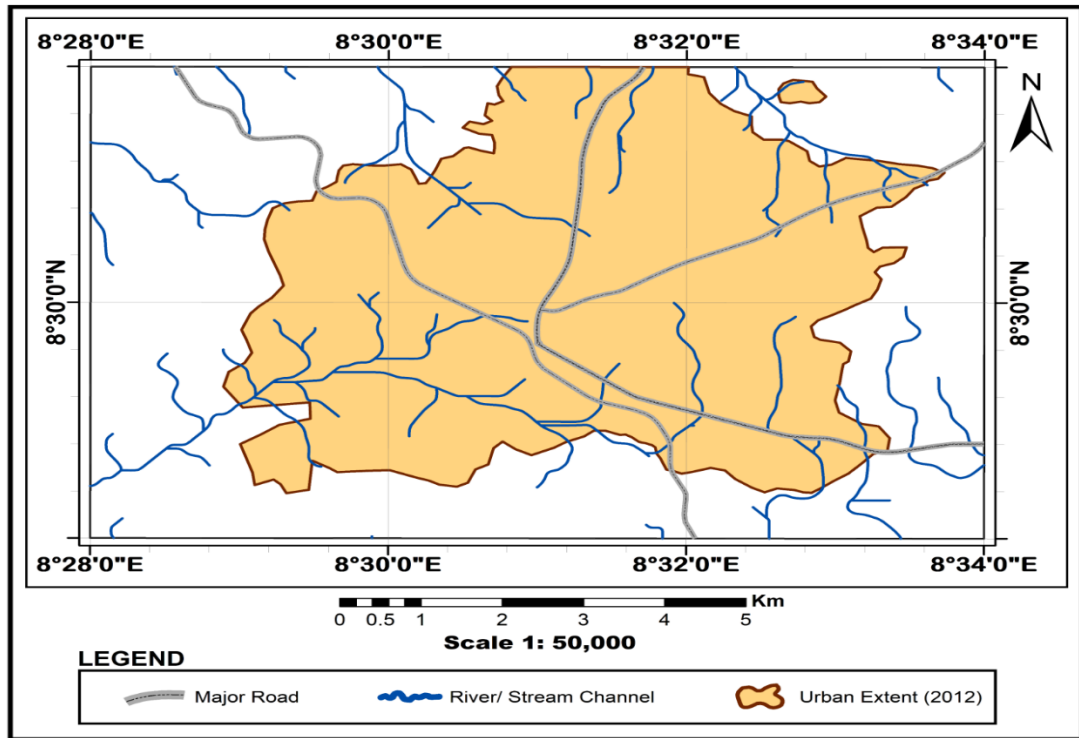 8°28'0"E 8°30'0"E 8°32'0"E 8°34'0"E
N
8°30'0"N 8°30'0"N
8°28'0"E 8°30'0"E 8°32'0"E 8°34'0"E
Km
0 0.5 1 2 3 4 5
Scale 1: 50,000
LEGEND
Major Road River/ Stream Channel Urban Extent (2012)